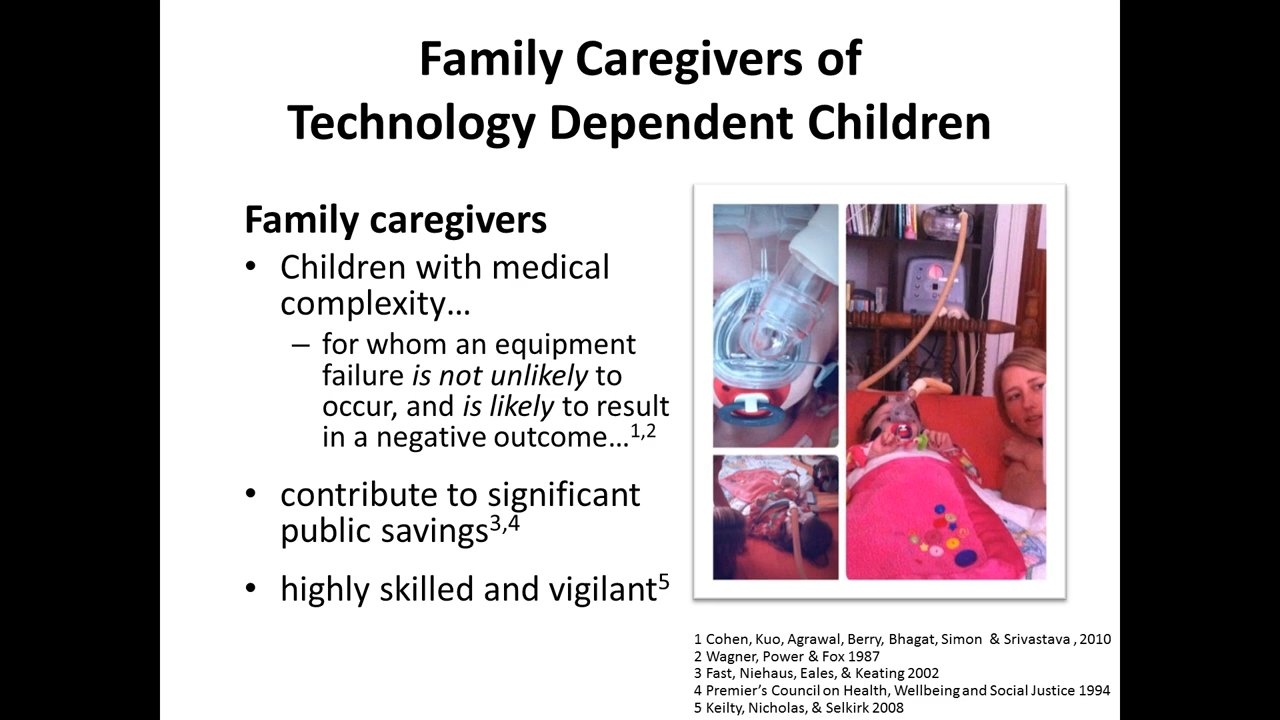 Family Caregivers of
Technology Dependent Children
Family caregivers
• Children with medical
complexity…
– for whom an equipment
failure is not unlikely to
occur, and is likely to result
in a negative outcome…1,2
• contribute to significant
public savings3,4
• highly skilled and vigilant5
1 Cohen, Kuo, Agrawal, Berry, Bhagat, Simon & Srivastava , 2010
2 Wagner, Power & Fox 1987
3 Fast, Niehaus, Eales, & Keating 2002
4 Premier’s Council on Health, Wellbeing and Social Justice 1994
5 Keilty, Nicholas, & Selkirk 2008